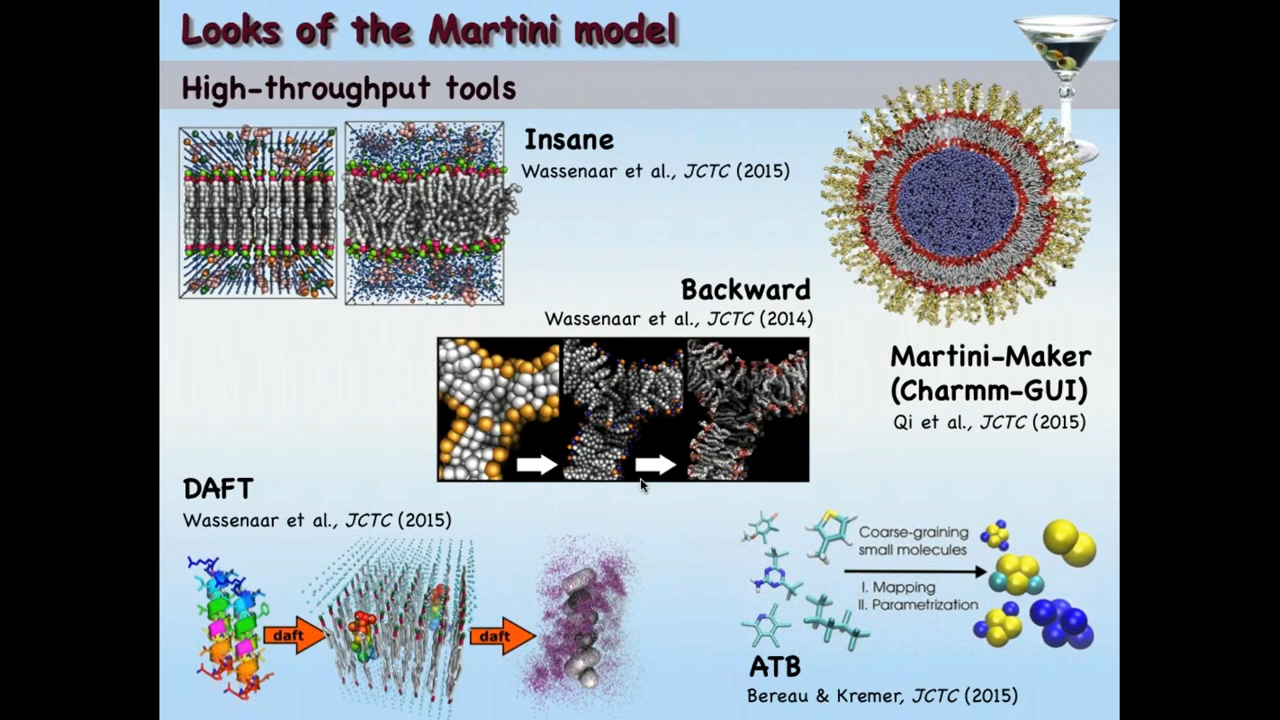 Looks of the Martini model
High-throughput tools
Insane
Wassenaar et al., JCTC (2015)
Backward
Wassenaar et al., JCTC (2014)
Martini-Maker
(Charmm-GUI)
Qi et al., JCTC (2015)
DAFT
Wassenaar et al., JCTC (2015)
daft
daft
Coarse-graining
small molecules
I. Mapping
II. Parametrization
ATB
Bereau & Kremer, JCTC (2015)